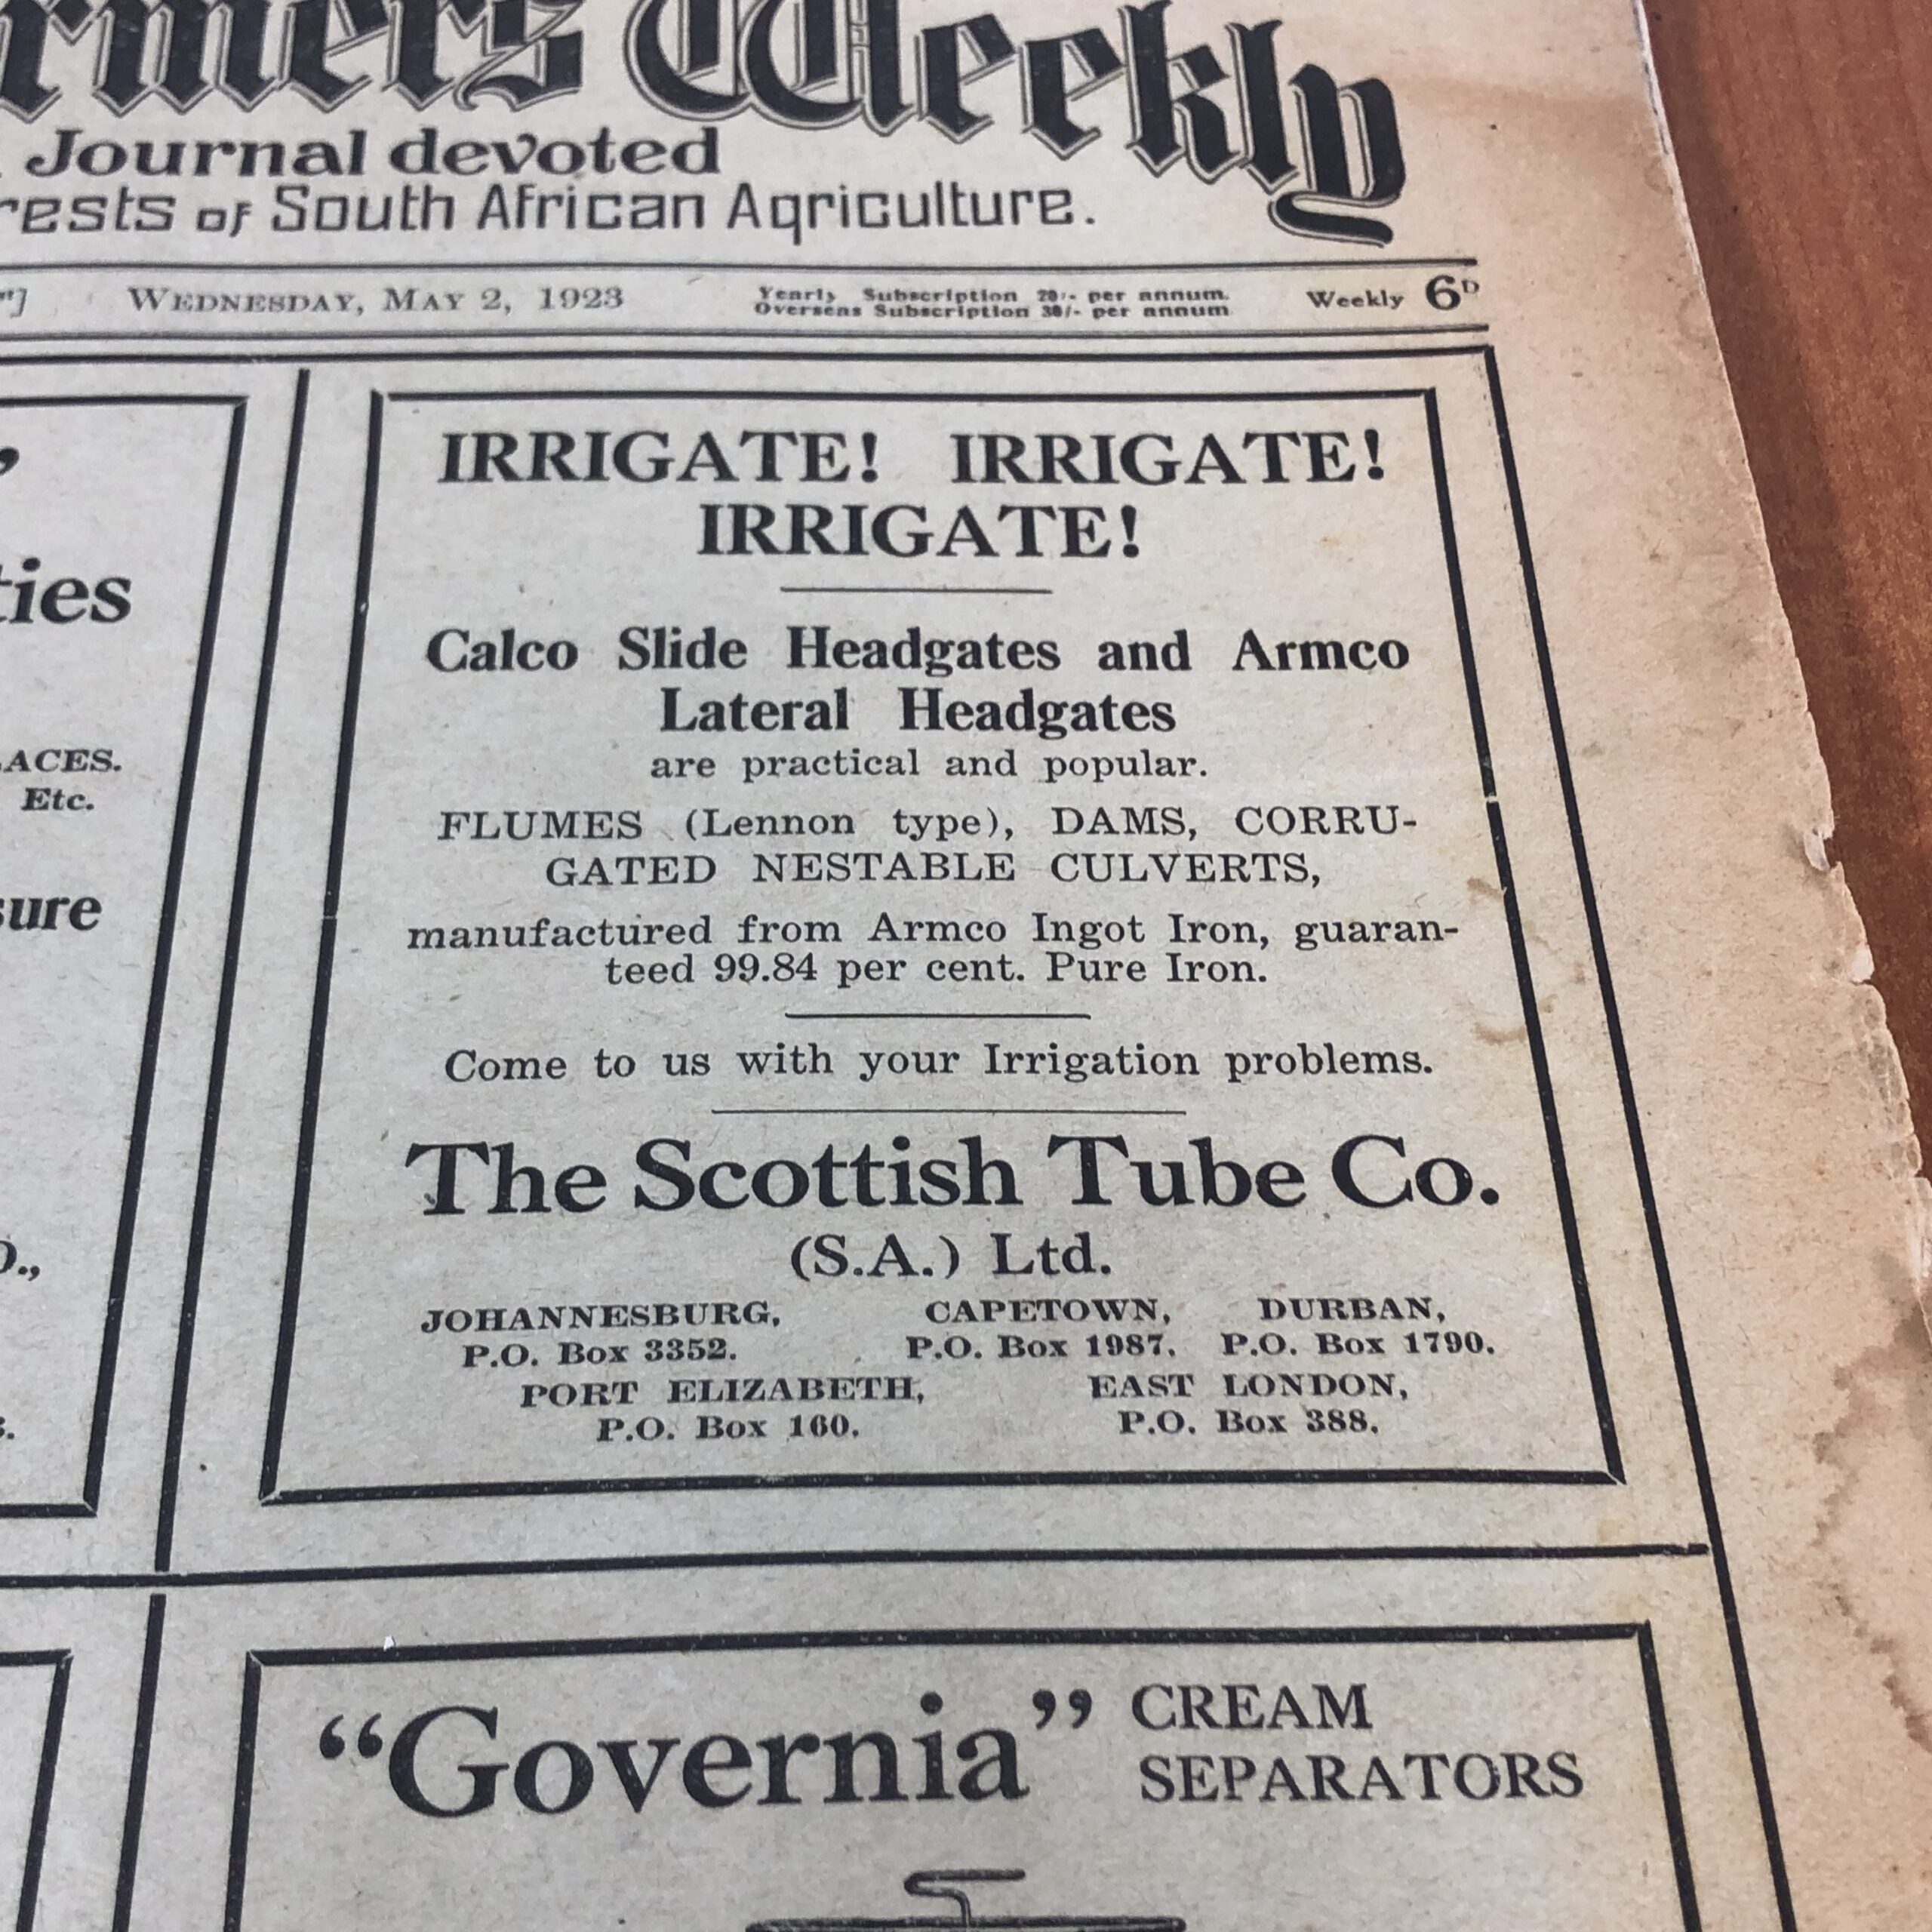 rmers Weekly
Journal devoted
rests of South African Agriculture.
WEDNESDAY, MAY 2, 1923
Yearly Subscription 20/- per annum.
Overseas Subscription 30/- per annum
Weekly 6D
ties
ACES.
Etc.
sure
IRRIGATE! IRRIGATE!
IRRIGATE!
Calco Slide Headgates and Armco
Lateral Headgates
are practical and popular.
FLUMES (Lennon type), DAMS, CORRU-
GATED NESTABLE CULVERTS,
manufactured from Armco Ingot Iron, guaran-
teed 99.84 per cent. Pure Iron.
Come to us with your Irrigation problems.
The Scottish Tube Co.
(S.A.) Ltd.
JOHANNESBURG, CAPETOWN, DURBAN,
P.O. Box 3352. P.O. Box 1987. P.O. Box 1790.
PORT ELIZABETH, EAST LONDON,
P.O. Box 160. P.O. Box 388.
"Governia" CREAM
SEPARATORS